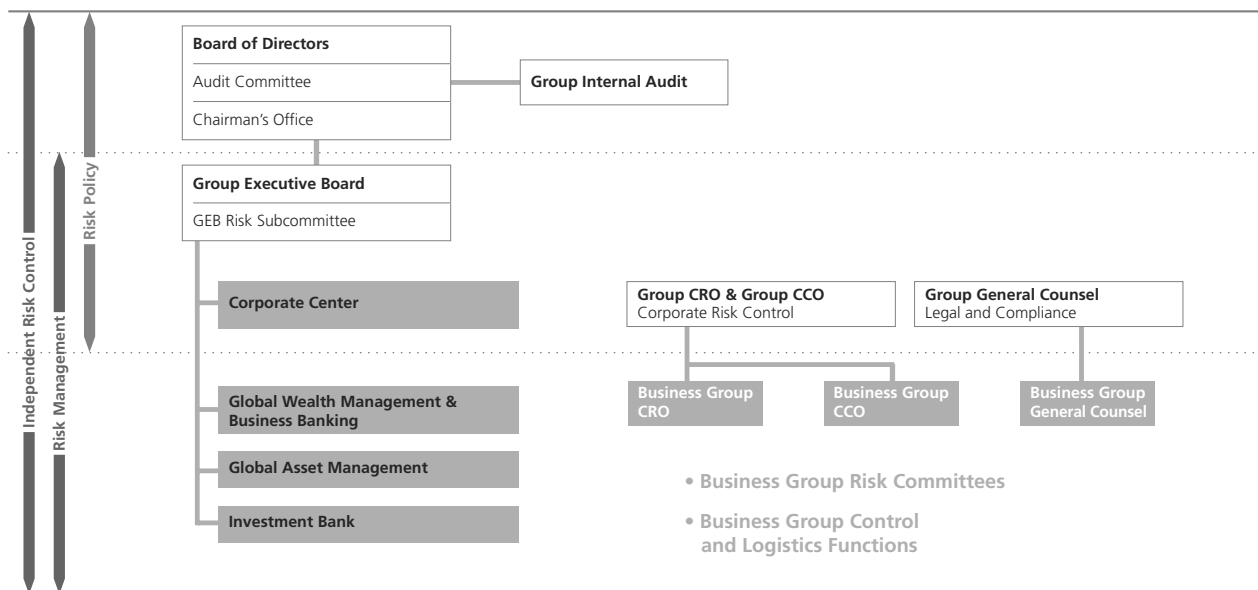 Independent Risk Control
Risk Management
Risk Policy
Board of Directors
Audit Committee
Chairman’s Office
Group Internal Audit
Group Executive Board
GEB Risk Subcommittee
Corporate Center
Group CRO & Group CCO
Corporate Risk Control
Group General Counsel
Legal and Compliance
Global Wealth Management &
Business Banking
Business Group
CRO
Business Group
CCO
Business Group
General Counsel
Global Asset Management
Investment Bank
• Business Group Risk Committees
• Business Group Control
and Logistics Functions